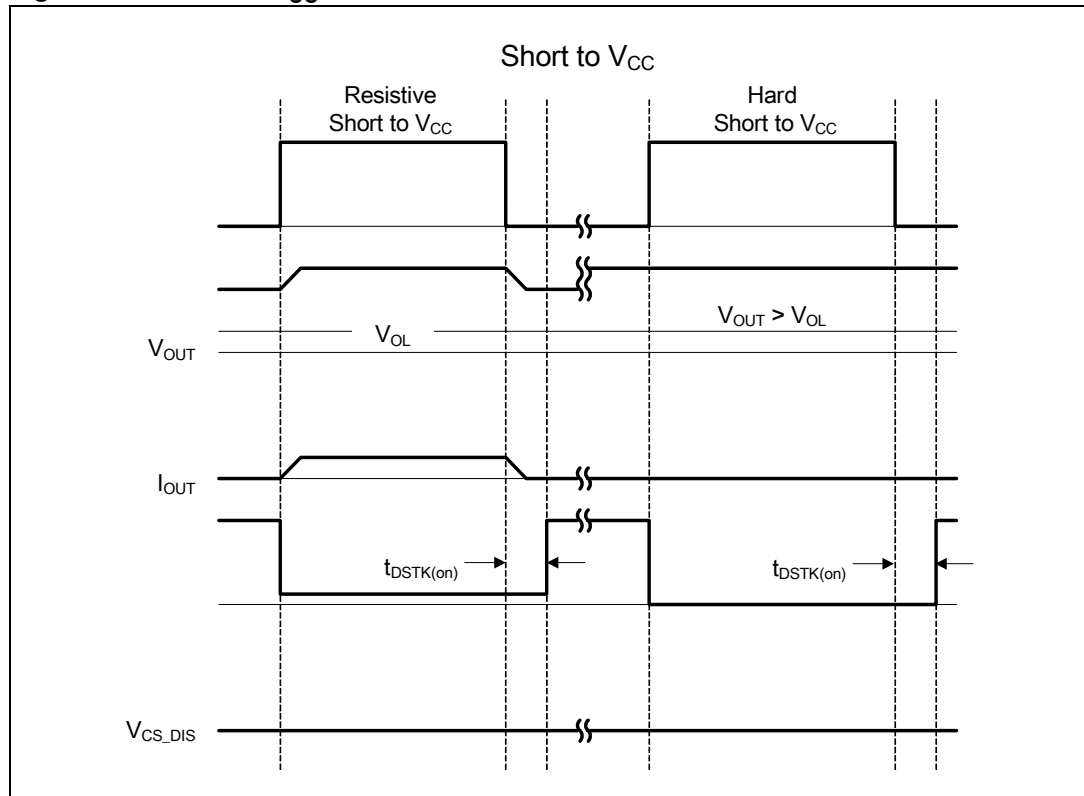 Short to VCC
Resistive
Short to VCC
Hard
Short to VCC
VOL
VOUT > VOL
VOUT
IOUT
tDSTK(on)
tDSTK(on)
VCS_DIS